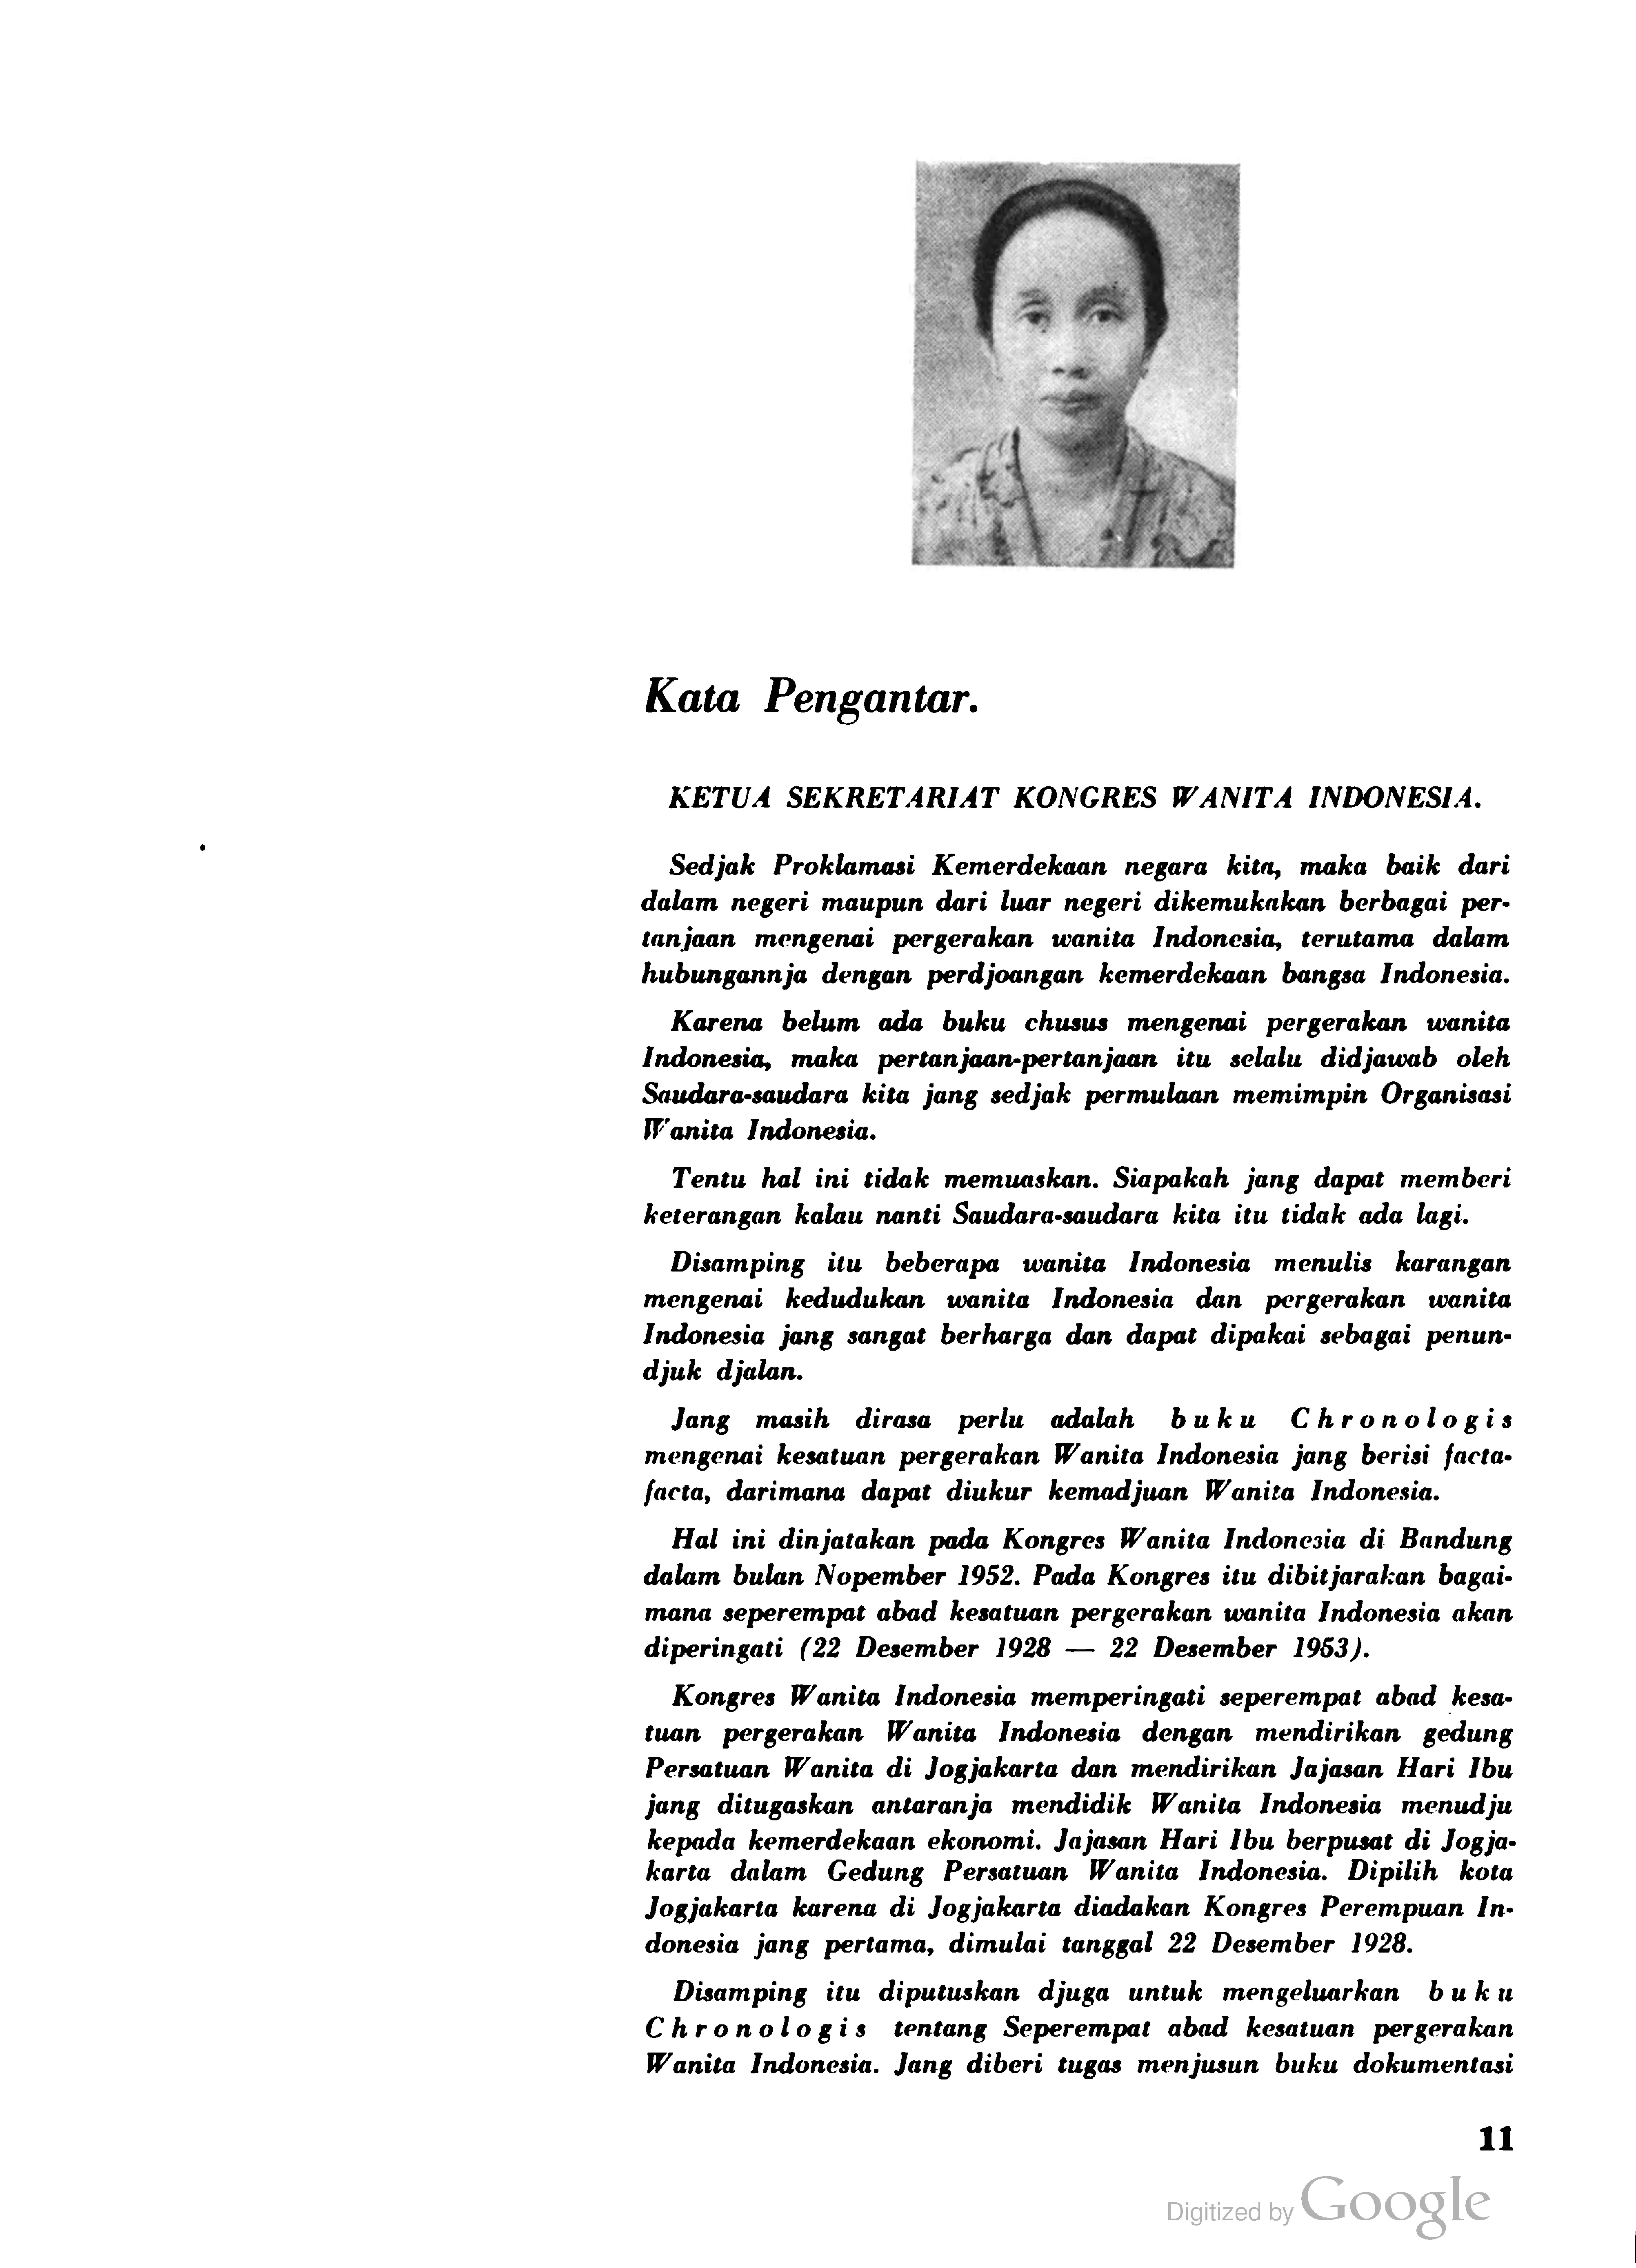 Kata Pengantar.
KETUA SEKRETARIAT KONGRES WANITA INDONESIA.
Sedjak Proklamasi Kemerdekaan negara kita, maka baik dari
dalam negeri maupun dari luar negeri dikemukakan berbagai per-
tanjaan mengenai pergerakan wanita Indonesia, terutama dalam
hubungannja dengan perdjoangan kemerdekaan bangsa Indonesia.
Karena belum ada buku chusus mengenai pergerakan wanita
Indonesia, maka pertanjaan-pertanjaan itu selalu didjawab oleh
Saudara-saudara kita jang sedjak permulaan memimpin Organisasi
Wanita Indonesia.
Tentu hal ini tidak memuaskan. Siapakah jang dapat memberi
keterangan kalau nanti Saudara-saudara kita itu tidak ada lagi.
Disamping itu beberapa wanita Indonesia menulis karangan
mengenai kedudukan wanita Indonesia dan pergerakan wanita
Indonesia jang sangat berharga dan dapat dipakai sebagai penun-
djuk djalan.
Jang masih dirasa perlu adalah buku Chronologis
mengenai kesatuan pergerakan Wanita Indonesia jang berisi facta-
facta, darimana dapat diukur kemadjuan Wanita Indonesia.
Hal ini dinjatakan pada Kongres Wanita Indonesia di Bandung
dalam bulan Nopember 1952. Pada Kongres itu dibitjarakan bagai-
mana seperempat abad kesatuan pergerakan wanita Indonesia akan
diperingati (22 Desember 1928 — 22 Desember 1953).
Kongres Wanita Indonesia memperingati seperempat abad kesa-
tuan pergerakan Wanita Indonesia dengan mendirikan gedung
Persatuan Wanita di Jogjakarta dan mendirikan Jajasan Hari Ibu
jang ditugaskan antaranja mendidik Wanita Indonesia menudju
kepada kemerdekaan ekonomi. Jajasan Hari Ibu berpusat di Jogja-
karta dalam Gedung Persatuan Wanita Indonesia. Dipilih kota
Jogjakarta karena di Jogjakarta diadakan Kongres Perempuan In-
donesia jang pertama, dimulai tanggal 22 Desember 1928.
Disamping itu diputuskan djuga untuk mengeluarkan buku
Chronologis tentang Seperempat abad kesatuan pergerakan
Wanita Indonesia. Jang diberi tugas menjusun buku dokumentasi
11
Digitized by Google